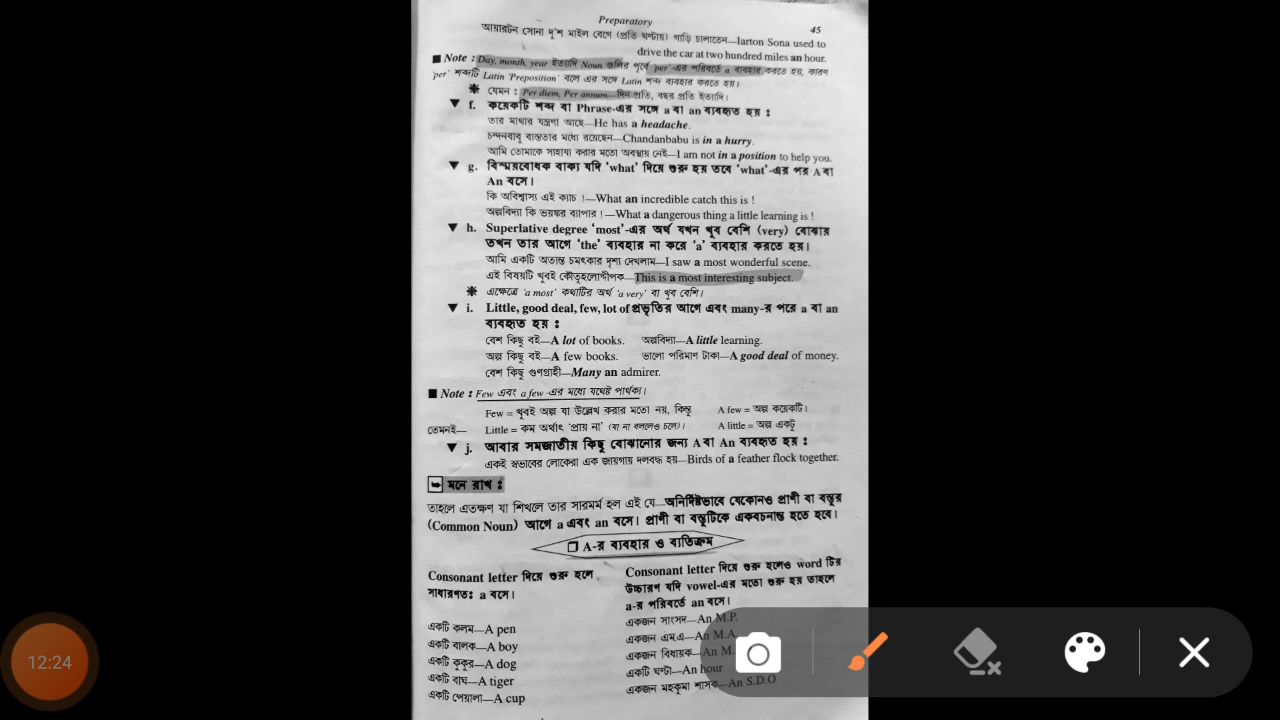 Preparatory
45
আয়ারটন সোনা দু'শ মাইল বেগে (প্রতি ঘণ্টায়) গাড়ি চালাতেন—Iarton Sona used to
drive the car at two hundred miles an hour.
■ Note : Day, month, year ইত্যাদি Noun গুলির পূর্বে 'per'-এর পরিবর্তে a ব্যবহার করতে হয়, কারণ
'per' শব্দটি Latin 'Preposition' বলে এর সঙ্গে Latin শব্দ ব্যবহার করতে হয়।
✱ যেমন : Per diem, Per annum—দিন প্রতি, বছর প্রতি ইত্যাদি।
▼ f. কয়েকটি শব্দ বা Phrase-এর সঙ্গে a বা an ব্যবহৃত হয় :
তার মাথার যন্ত্রণা আছে—He has a headache.
চন্দনবাবু ব্যস্ততার মধ্যে রয়েছেন—Chandanbabu is in a hurry.
আমি তোমাকে সাহায্য করার মতো অবস্থায় নেই—I am not in a position to help you.
▼ g. বিস্ময়বোধক বাক্য যদি 'what' দিয়ে শুরু হয় তবে 'what'-এর পর A বা
An বসে।
কি অবিশ্বাস্য এই ক্যাচ !—What an incredible catch this is !
অল্পবিদ্যা কি ভয়ঙ্কর ব্যাপার !—What a dangerous thing a little learning is !
▼ h. Superlative degree 'most'-এর অর্থ যখন খুব বেশি (very) বোঝায়
তখন তার আগে 'the' ব্যবহার না করে 'a' ব্যবহার করতে হয়।
আমি একটি অত্যন্ত চমৎকার দৃশ্য দেখলাম—I saw a most wonderful scene.
এই বিষয়টি খুবই কৌতূহলোদ্দীপক—This is a most interesting subject.
✱ এক্ষেত্রে 'a most' কথাটির অর্থ 'a very' বা খুব বেশি।
▼ i. Little, good deal, few, lot of প্রভৃতির আগে এবং many-র পরে a বা an
ব্যবহৃত হয় :
বেশ কিছু বই—A lot of books. অল্পবিদ্যা—A little learning.
অল্প কিছু বই—A few books. ভালো পরিমাণ টাকা—A good deal of money.
বেশ কিছু গুণগ্রাহী—Many an admirer.
■ Note : Few এবং a few-এর মধ্যে যথেষ্ট পার্থক্য।
Few = খুবই অল্প যা উল্লেখ করার মতো নয়, কিন্তু A few = অল্প কয়েকটি।
তেমনই— Little = কম অর্থাৎ 'প্রায় না' (যা না বললেও চলে)। A little = অল্প একটু
▼ j. আবার সমজাতীয় কিছু বোঝানোর জন্য A বা An ব্যবহৃত হয় :
একই স্বভাবের লোকেরা এক জায়গায় দলবদ্ধ হয়—Birds of a feather flock together.
মনে রাখ :
তাহলে এতক্ষণ যা শিখলে তার সারমর্ম হল এই যে—অনির্দিষ্টভাবে যেকোনও প্রাণী বা বস্তুর
(Common Noun) আগে a এবং an বসে। প্রাণী বা বস্তুটিকে একবচনান্ত হতে হবে।
❐ A-র ব্যবহার ও ব্যতিক্রম
Consonant letter দিয়ে শুরু হলে
সাধারণতঃ a বসে।
একটি কলম—A pen
একটি বালক—A boy
একটি কুকুর—A dog
একটি বাঘ—A tiger
একটি পেয়ালা—A cup
Consonant letter দিয়ে শুরু হলেও word টির
উচ্চারণ যদি vowel-এর মতো শুরু হয় তাহলে
a-র পরিবর্তে an বসে।
একজন সাংসদ—An M.P.
একজন এম.এ—An M.A.
একজন বিধায়ক—An M.
একটি ঘণ্টা—An hour
একজন মহকুমা শাসক—An S.D.O
12:24